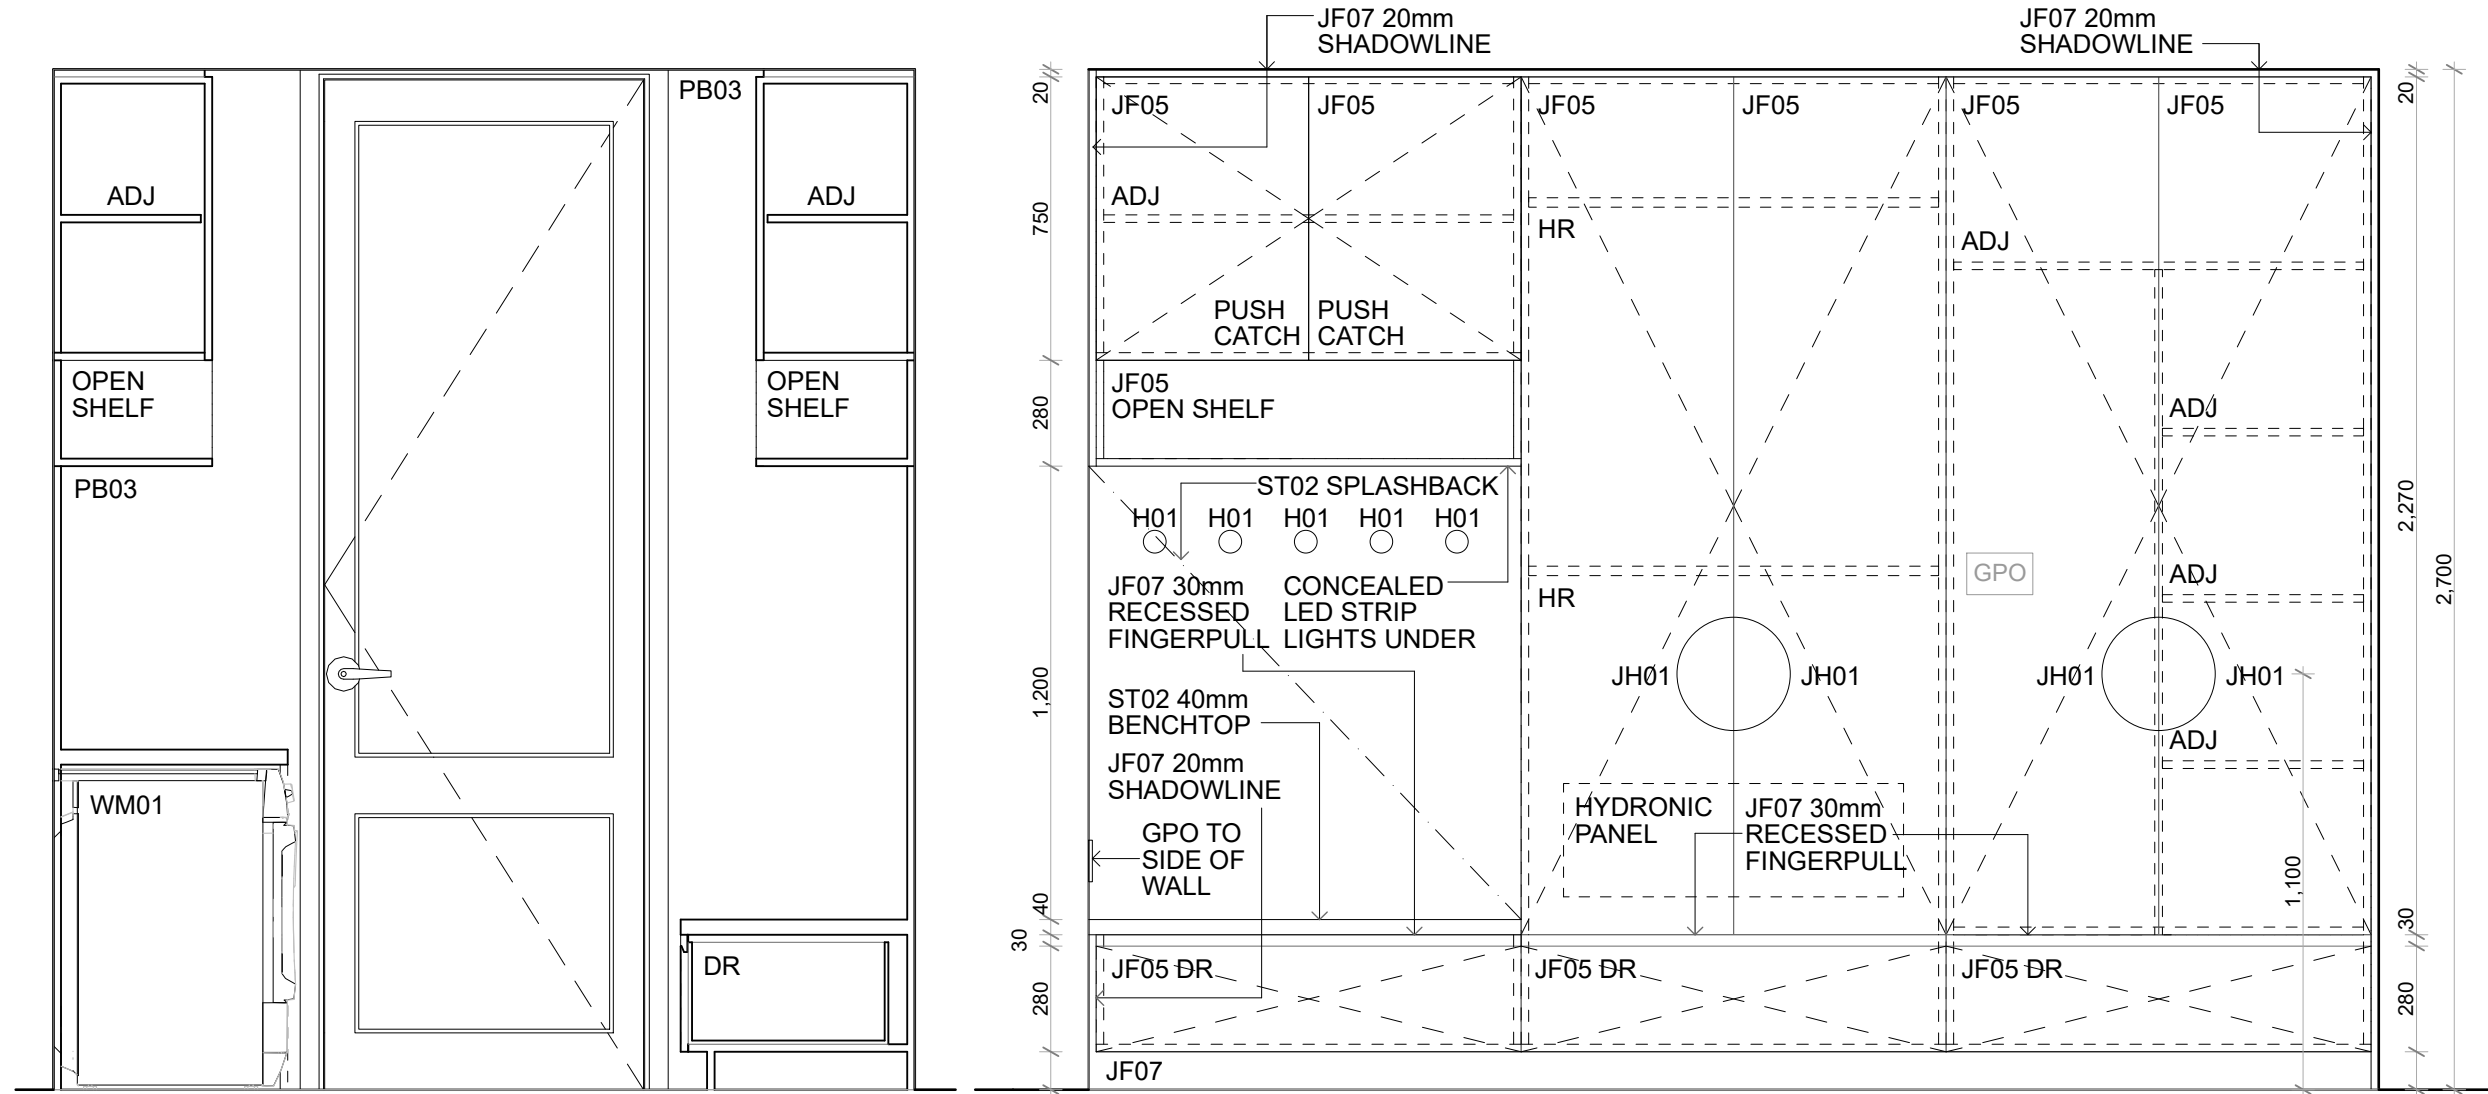 PB03
ADJ
ADJ
OPEN
SHELF
OPEN
SHELF
PB03
WM01
DR
JF07 20mm
SHADOWLINE
JF07 20mm
SHADOWLINE
20
750
280
1,200
40
30
280
JF05
JF05
JF05
JF05
JF05
JF05
ADJ
HR
ADJ
PUSH
CATCH
PUSH
CATCH
JF05
OPEN SHELF
ADJ
ST02 SPLASHBACK
H01
H01
H01
H01
H01
JF07 30mm
RECESSED
FINGERPULL
CONCEALED
LED STRIP
LIGHTS UNDER
HR
GPO
ADJ
JH01
JH01
JH01
JH01
ST02 40mm
BENCHTOP
ADJ
JF07 20mm
SHADOWLINE
GPO TO
SIDE OF
WALL
HYDRONIC
PANEL
JF07 30mm
RECESSED
FINGERPULL
JF05 DR
JF05 DR
JF05 DR
JF07
20
2,270
2,700
1,100
30
280